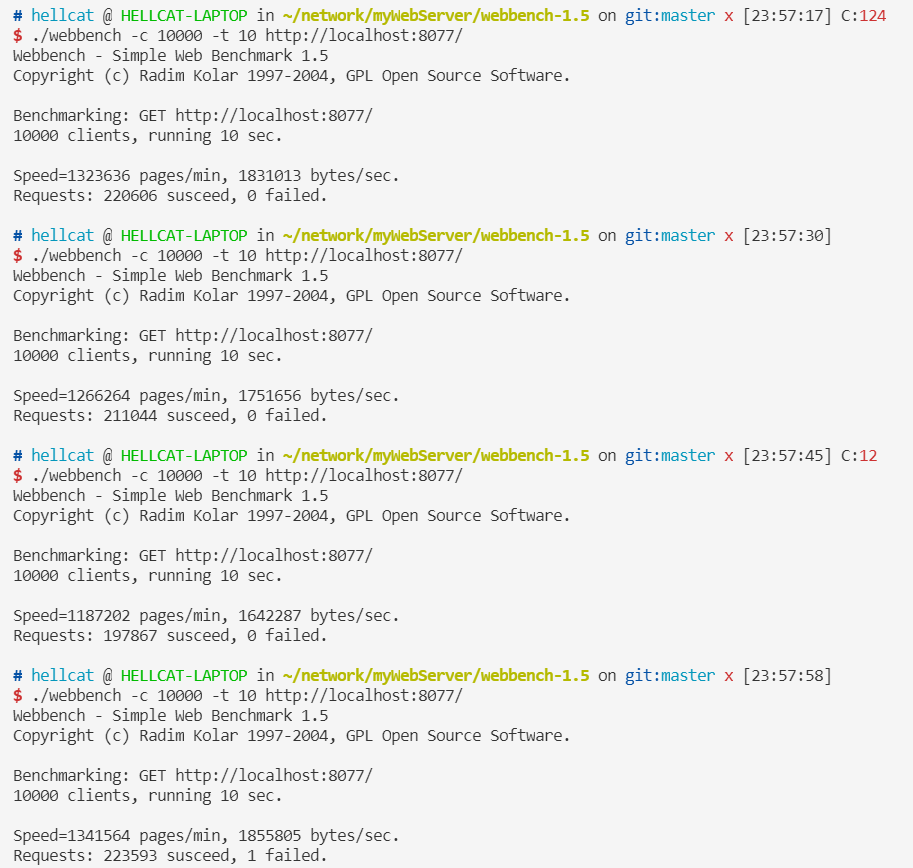 # hellcat @ HELLCAT-LAPTOP in ~/network/myWebServer/webbench-1.5 on git:master x [23:57:17] C:124
$ ./webbench -c 10000 -t 10 http://localhost:8077/
Webbench - Simple Web Benchmark 1.5
Copyright (c) Radim Kolar 1997-2004, GPL Open Source Software.
Benchmarking: GET http://localhost:8077/
10000 clients, running 10 sec.
Speed=1323636 pages/min, 1831013 bytes/sec.
Requests: 220606 susceed, 0 failed.
# hellcat @ HELLCAT-LAPTOP in ~/network/myWebServer/webbench-1.5 on git:master x [23:57:30]
$ ./webbench -c 10000 -t 10 http://localhost:8077/
Webbench - Simple Web Benchmark 1.5
Copyright (c) Radim Kolar 1997-2004, GPL Open Source Software.
Benchmarking: GET http://localhost:8077/
10000 clients, running 10 sec.
Speed=1266264 pages/min, 1751656 bytes/sec.
Requests: 211044 susceed, 0 failed.
# hellcat @ HELLCAT-LAPTOP in ~/network/myWebServer/webbench-1.5 on git:master x [23:57:45] C:12
$ ./webbench -c 10000 -t 10 http://localhost:8077/
Webbench - Simple Web Benchmark 1.5
Copyright (c) Radim Kolar 1997-2004, GPL Open Source Software.
Benchmarking: GET http://localhost:8077/
10000 clients, running 10 sec.
Speed=1187202 pages/min, 1642287 bytes/sec.
Requests: 197867 susceed, 0 failed.
# hellcat @ HELLCAT-LAPTOP in ~/network/myWebServer/webbench-1.5 on git:master x [23:57:58]
$ ./webbench -c 10000 -t 10 http://localhost:8077/
Webbench - Simple Web Benchmark 1.5
Copyright (c) Radim Kolar 1997-2004, GPL Open Source Software.
Benchmarking: GET http://localhost:8077/
10000 clients, running 10 sec.
Speed=1341564 pages/min, 1855805 bytes/sec.
Requests: 223593 susceed, 1 failed.